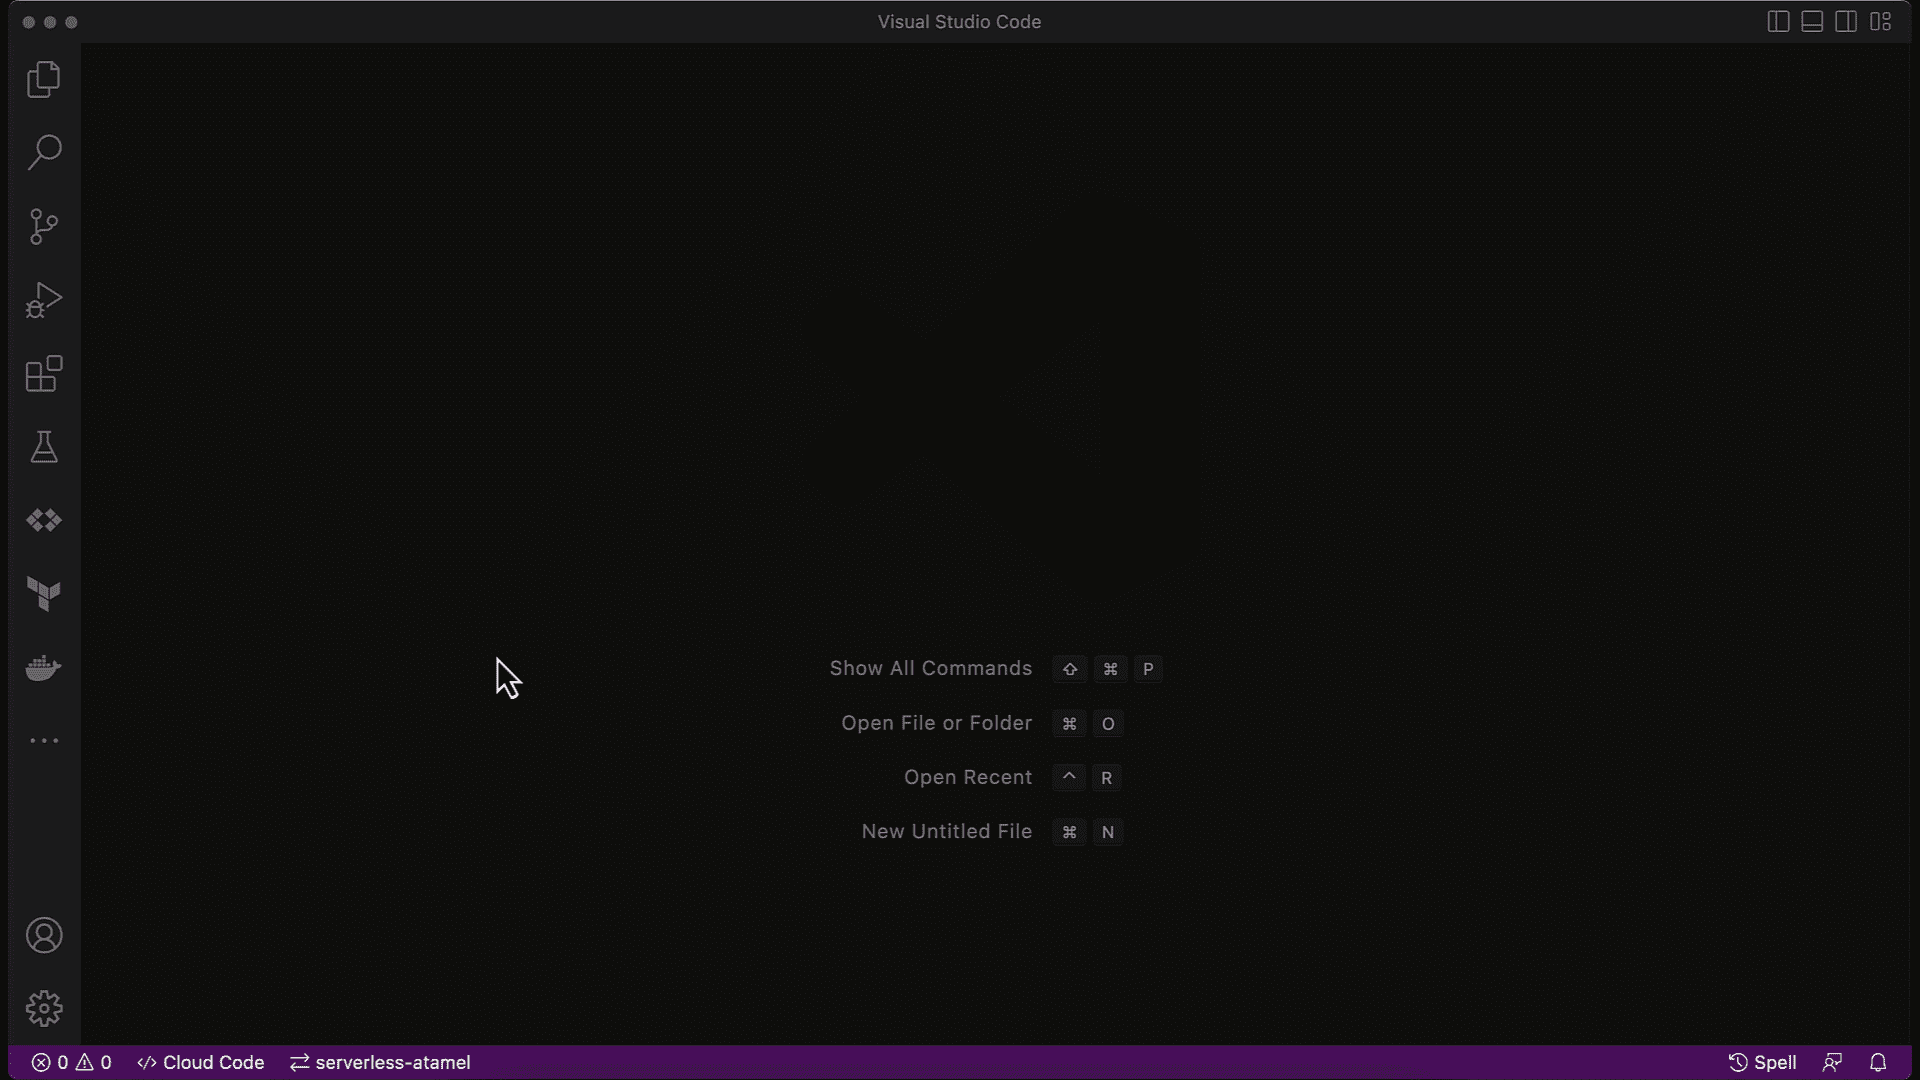 Visual Studio Code
Show All Commands ⇧ ⌘ P
Open File or Folder ⌘ O
Open Recent ^ R
New Untitled File ⌘ N
0 0 </> Cloud Code serverless-atamel Spell